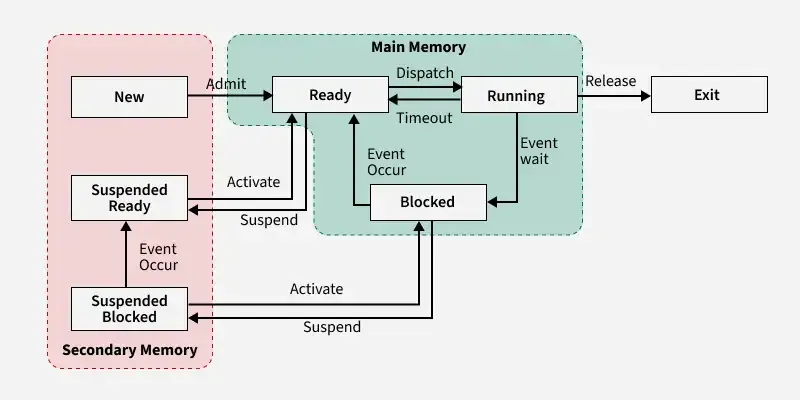 Main Memory
New
Admit
Ready
Dispatch
Timeout
Running
Release
Exit
Event
wait
Event
Occur
Blocked
Suspended
Ready
Activate
Suspend
Event
Occur
Suspended
Blocked
Activate
Suspend
Secondary Memory